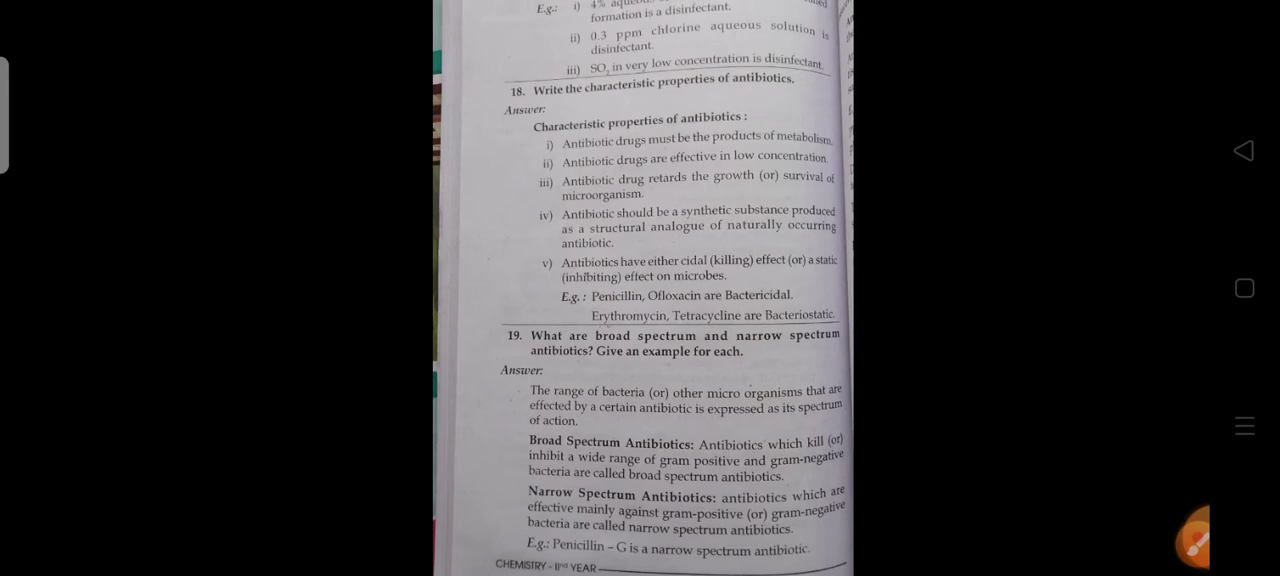 E.g.: i) 4%
formation is a disinfectant.
ii) 0.3 ppm chlorine aqueous solution is
disinfectant.
iii) SO₂ in very low concentration is disinfectant.
18. Write the characteristic properties of antibiotics.
Answer:
Characteristic properties of antibiotics :
i) Antibiotic drugs must be the products of metabolism.
ii) Antibiotic drugs are effective in low concentration.
iii) Antibiotic drug retards the growth (or) survival of
microorganism.
iv) Antibiotic should be a synthetic substance produced
as a structural analogue of naturally occurring
antibiotic.
v) Antibiotics have either cidal (killing) effect (or) a static
(inhibiting) effect on microbes.
E.g. : Penicillin, Ofloxacin are Bactericidal.
Erythromycin, Tetracycline are Bacteriostatic.
19. What are broad spectrum and narrow spectrum
antibiotics? Give an example for each.
Answer:
The range of bacteria (or) other micro organisms that are
effected by a certain antibiotic is expressed as its spectrum
of action.
Broad Spectrum Antibiotics: Antibiotics which kill (or)
inhibit a wide range of gram positive and gram-negative
bacteria are called broad spectrum antibiotics.
Narrow Spectrum Antibiotics: antibiotics which are
effective mainly against gram-positive (or) gram-negative
bacteria are called narrow spectrum antibiotics.
E.g.: Penicillin – G is a narrow spectrum antibiotic.
CHEMISTRY - IInd YEAR